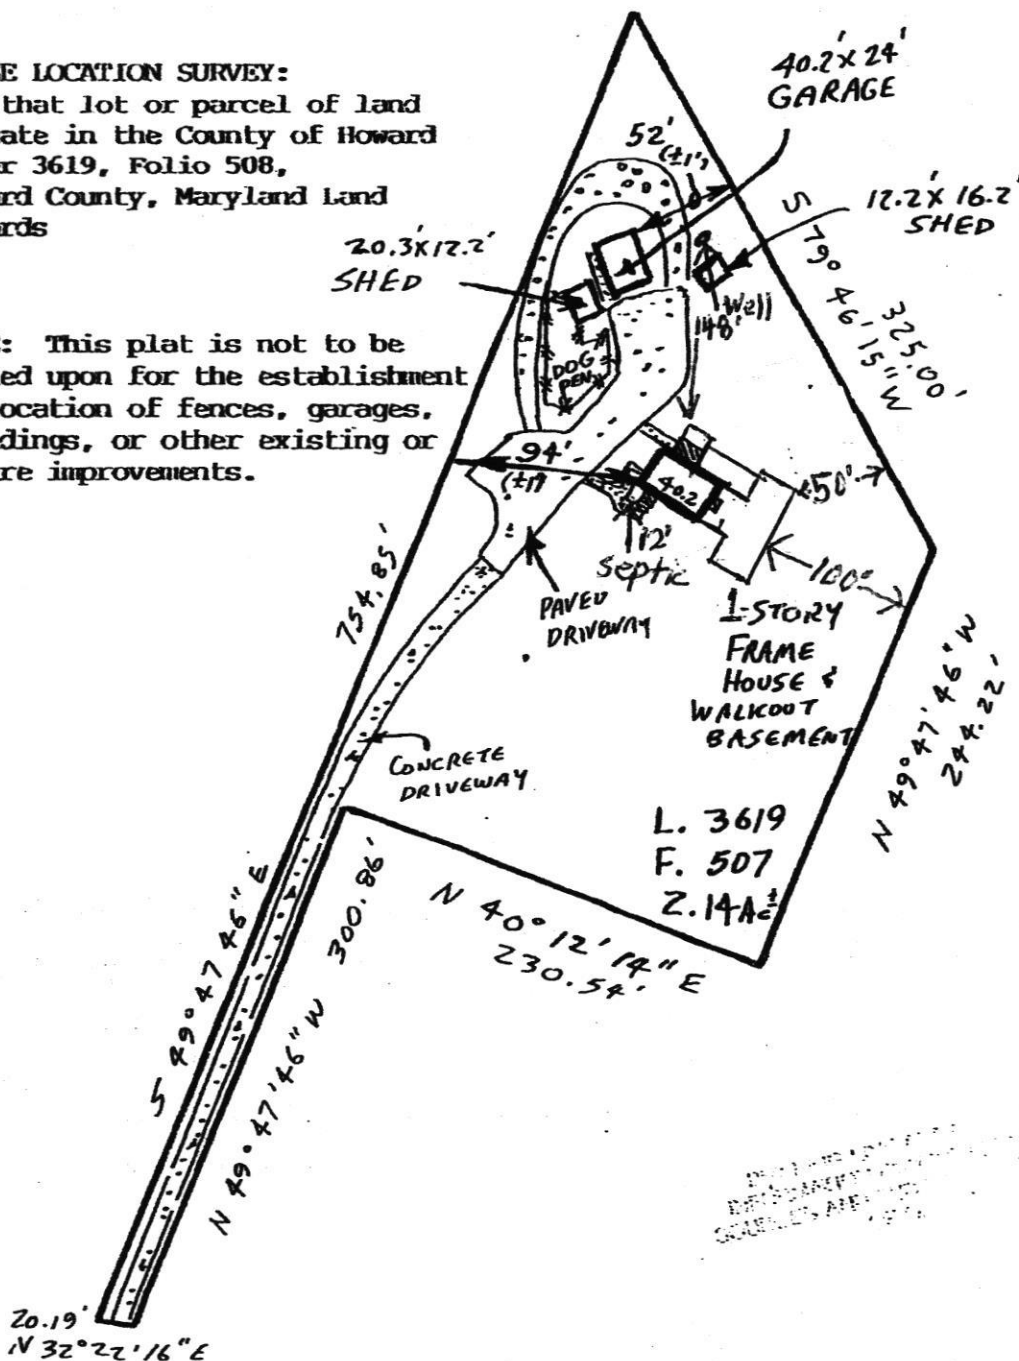 E LOCATION SURVEY:
that lot or parcel of land
ate in the County of Howard
r 3619, Folio 508,
rd County, Maryland Land
rds
: This plat is not to be
ed upon for the establishment
ocation of fences, garages,
dings, or other existing or
re improvements.
40.2'x 24'
GARAGE
52'
(±1')
12.2'x 16.2'
SHED
20.3'x12.2'
SHED
S 79° 46' 15" W
325.00'
Well
148'
DOG
PEN
94'
(±1')
40.2
50'
12'
Septic
100'
PAVED
DRIVEWAY
1-STORY
FRAME
HOUSE &
WALKOUT
BASEMENT
754.85'
S 49° 47' 46" E
CONCRETE
DRIVEWAY
N 49° 47' 46" W
244.22'
L. 3619
F. 507
2.14 Ac±
300.86'
N 49° 47' 46" W
N 40° 12' 14" E
230.54'
20.19'
N 32° 22' 16" E